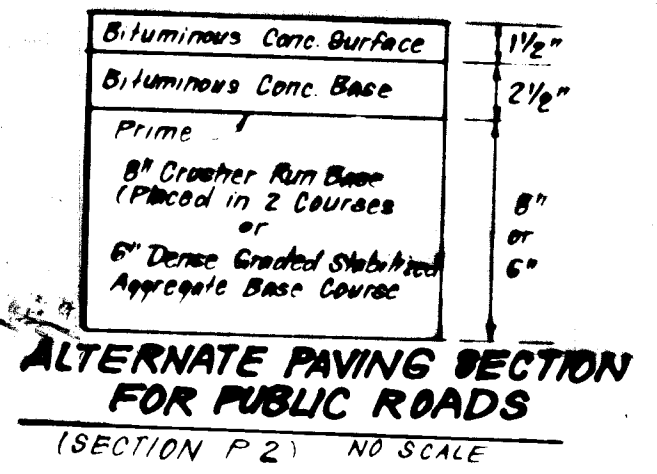 Bituminous Conc. Surface
1½"
Bituminous Conc. Base
2½"
Prime
8" Crusher Run Base
(Placed in 2 Courses
or
6" Dense Graded Stabilized
Aggregate Base Course
8"
or
6"
ALTERNATE PAVING SECTION
FOR PUBLIC ROADS
(SECTION P 2) NO SCALE